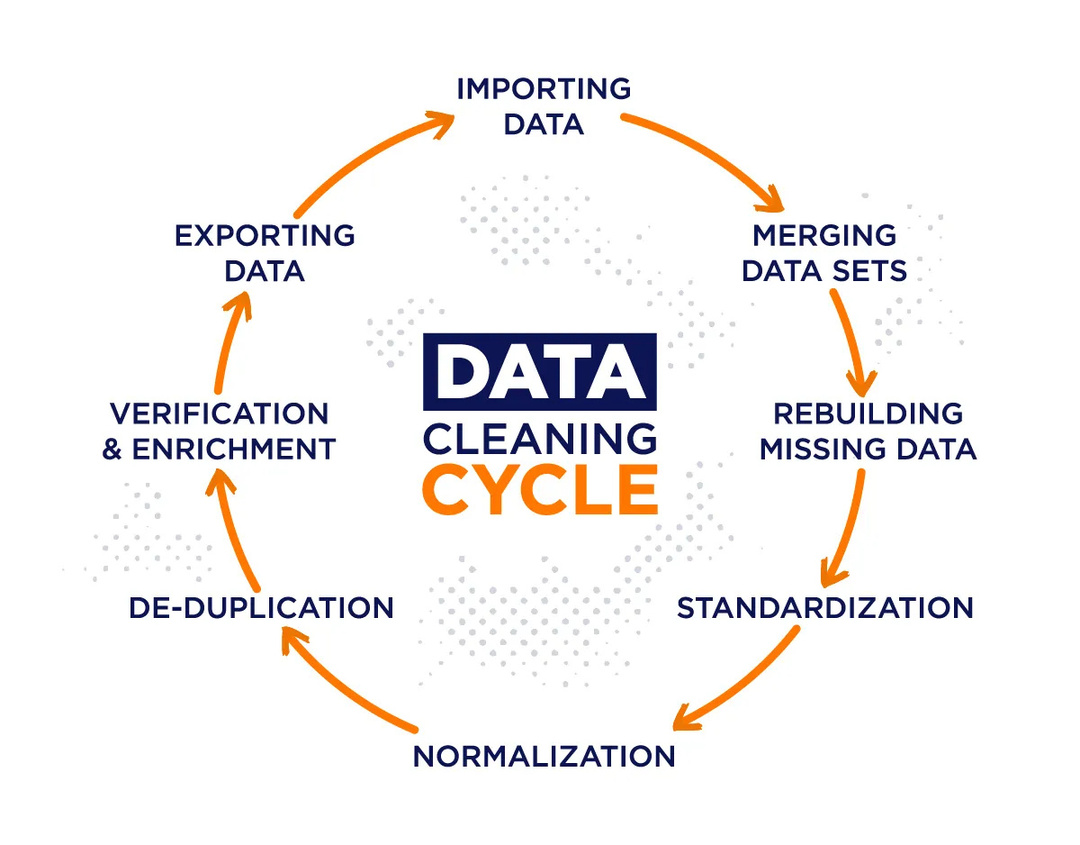 IMPORTING
DATA
MERGING
DATA SETS
REBUILDING
MISSING DATA
STANDARDIZATION
NORMALIZATION
DE-DUPLICATION
VERIFICATION
& ENRICHMENT
EXPORTING
DATA
DATA
CLEANING
CYCLE